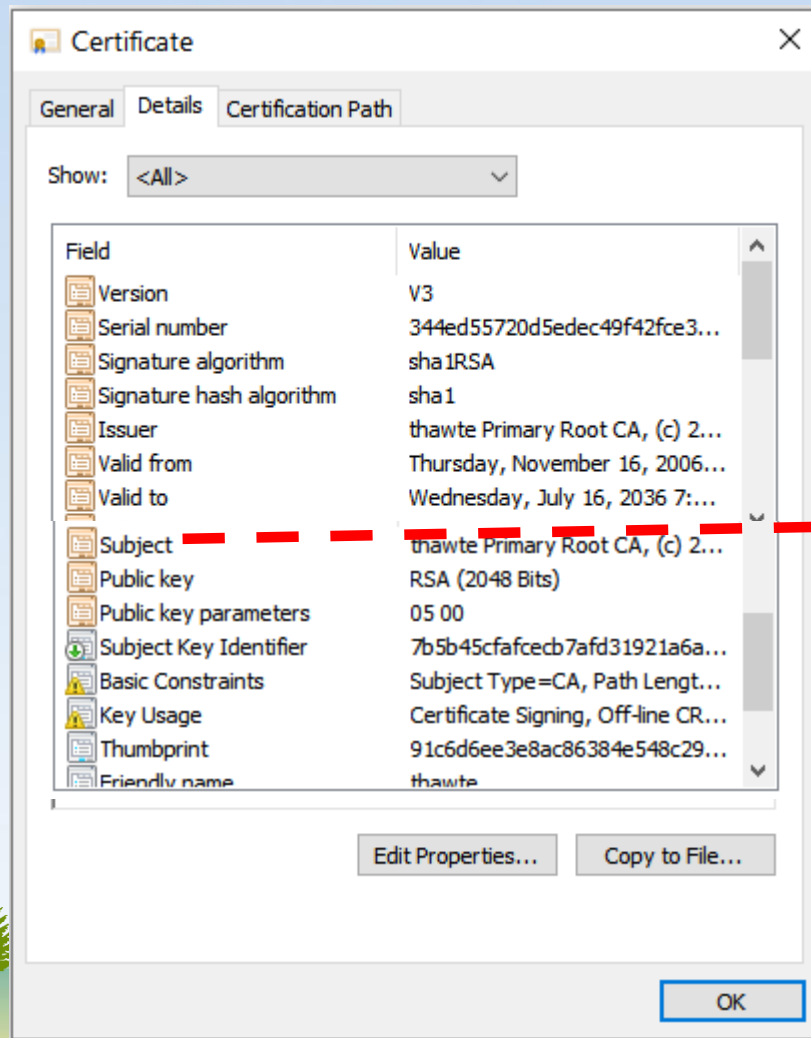 Certificate
General Details Certification Path
Show: <All>
Field Value
Version V3
Serial number 344ed55720d5edec49f42fce3...
Signature algorithm sha1RSA
Signature hash algorithm sha1
Issuer thawte Primary Root CA, (c) 2...
Valid from Thursday, November 16, 2006...
Valid to Wednesday, July 16, 2036 7:...
Subject thawte Primary Root CA, (c) 2...
Public key RSA (2048 Bits)
Public key parameters 05 00
Subject Key Identifier 7b5b45cfafcecb7afd31921a6a...
Basic Constraints Subject Type=CA, Path Lengt...
Key Usage Certificate Signing, Off-line CR...
Thumbprint 91c6d6ee3e8ac86384e548c29...
Friendly name thawte
Edit Properties... Copy to File...
OK